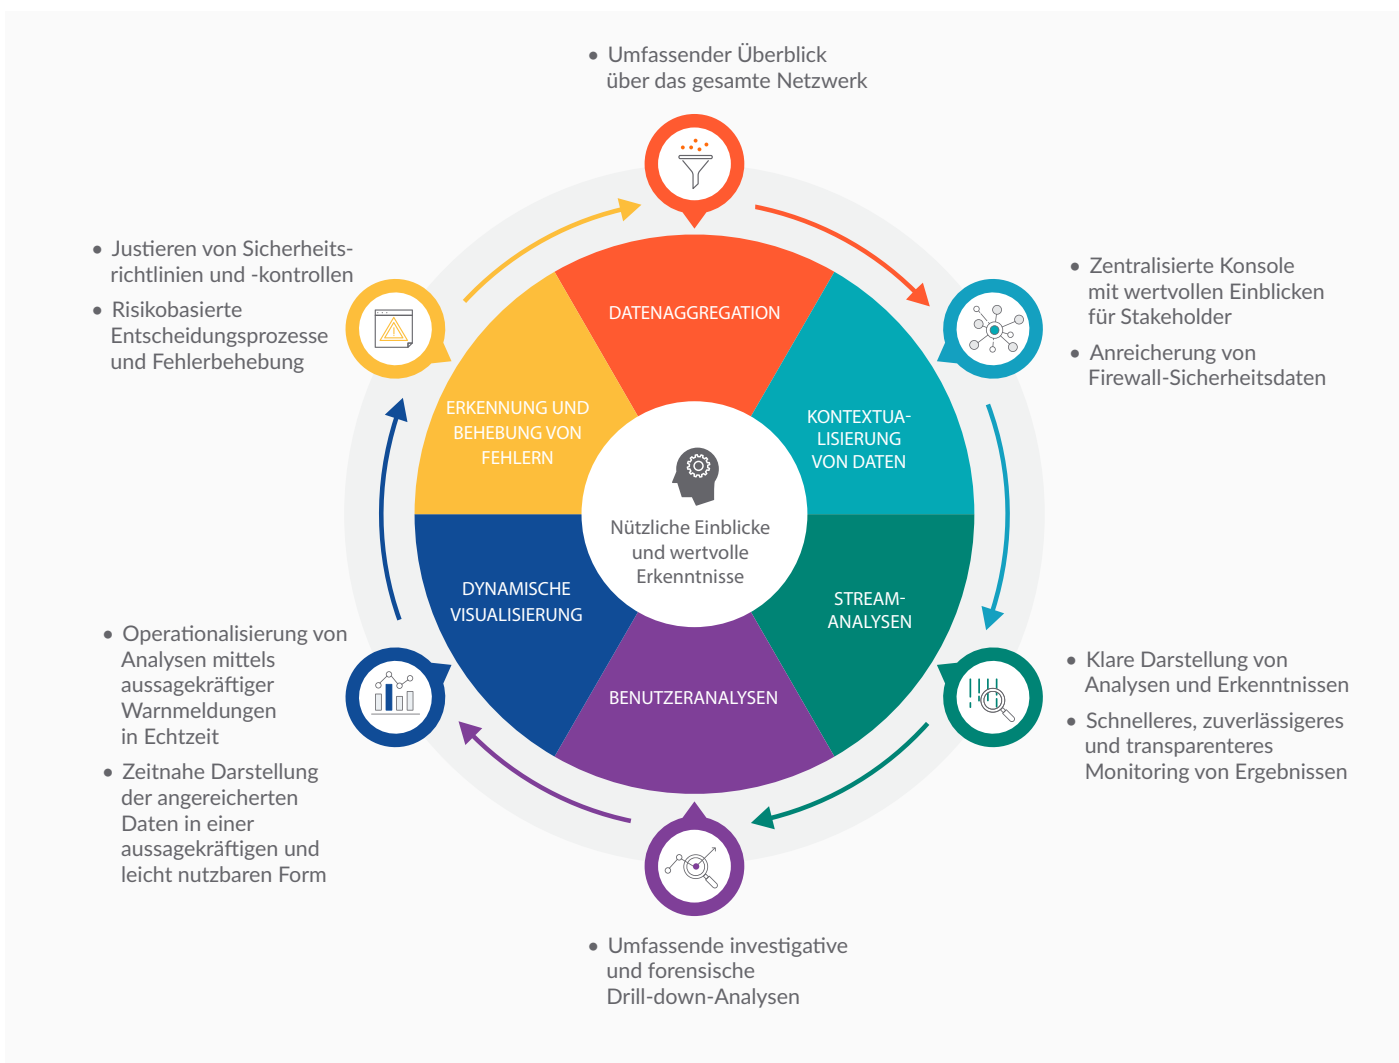 • Umfassender Überblick
über das gesamte Netzwerk
• Justieren von Sicherheits-
richtlinien und -kontrollen
• Risikobasierte
Entscheidungsprozesse
und Fehlerbehebung
• Zentralisierte Konsole
mit wertvollen Einblicken
für Stakeholder
• Anreicherung von
Firewall-Sicherheitsdaten
DATENAGGREGATION
ERKENNUNG UND
BEHEBUNG VON
FEHLERN
KONTEXTUA-
LISIERUNG
VON DATEN
Nützliche Einblicke
und wertvolle
Erkenntnisse
DYNAMISCHE
VISUALISIERUNG
STREAM-
ANALYSEN
BENUTZERANALYSEN
• Operationalisierung von
Analysen mittels
aussagekräftiger
Warnmeldungen
in Echtzeit
• Zeitnahe Darstellung
der angereicherten
Daten in einer
aussagekräftigen und
leicht nutzbaren Form
• Klare Darstellung von
Analysen und Erkenntnissen
• Schnelleres, zuverlässigeres
und transparenteres
Monitoring von Ergebnissen
• Umfassende investigative
und forensische
Drill-down-Analysen